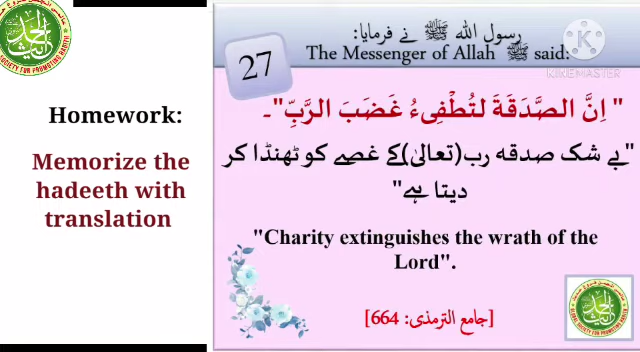 Homework:
Memorize the
hadeeth with
translation
27
رسول اللہ ﷺ نے فرمایا:
The Messenger of Allah ﷺ said:
KINEMASTER
" اِنَّ الصَّدَقَةَ لتُطْفِیءُ غَضَبَ الرَّبِّ"۔
"بے شک صدقہ رب(تعالیٰ)کے غصے کو ٹھنڈا کر
دیتا ہے"
"Charity extinguishes the wrath of the
Lord".
[جامع الترمذی: 664]